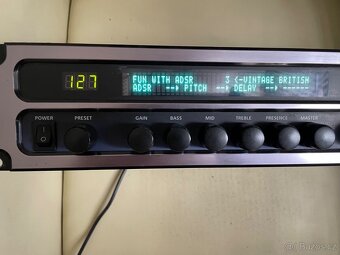 127
FUN WITH ADSR 3 <-VINTAGE BRITISH
ADSR --> PITCH --> DELAY --> ------
POWER PRESET GAIN BASS MID TREBLE PRESENCE MASTER